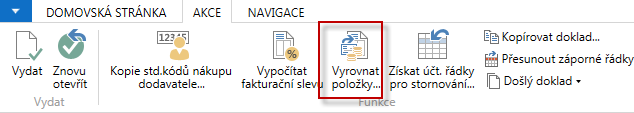 DOMOVSKÁ STRÁNKA AKCE NAVIGACE
12345
Vydat
Znovu
otevřít
Vydat
Kopie std.kódů nákupu
dodavatele...
Vypočítat
fakturační slevu
Vyrovnat
položky...
Získat účt. řádky
pro stornování...
Kopírovat doklad...
Přesunout záporné řádky
Došlý doklad
Funkce